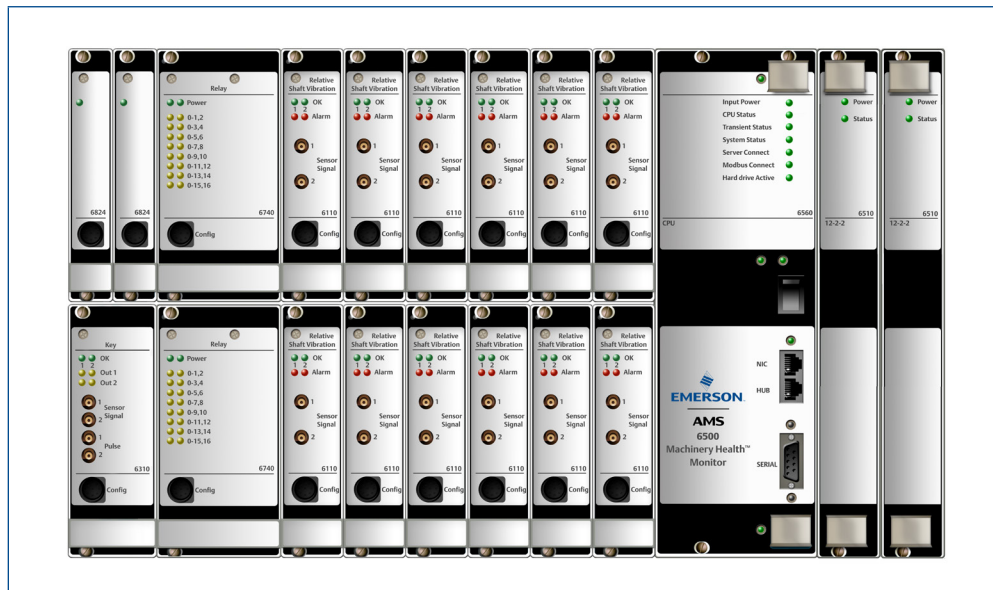 6824
6824
Relay
Power
0-1,2
0-3,4
0-5,6
0-7,8
0-9,10
0-11,12
0-13,14
0-15,16
6740
Config
Relative
Shaft Vibration
OK
1 2
Alarm
1
Sensor
Signal
2
6110
Config
Relative
Shaft Vibration
OK
1 2
Alarm
1
Sensor
Signal
2
6110
Config
Relative
Shaft Vibration
OK
1 2
Alarm
1
Sensor
Signal
2
6110
Config
Relative
Shaft Vibration
OK
1 2
Alarm
1
Sensor
Signal
2
6110
Config
Relative
Shaft Vibration
OK
1 2
Alarm
1
Sensor
Signal
2
6110
Config
Relative
Shaft Vibration
OK
1 2
Alarm
1
Sensor
Signal
2
6110
Config
Input Power
CPU Status
Transient Status
System Status
Server Connect
Modbus Connect
Hard drive Active
6560
CPU
Power
Status
6510
12-2-2
Power
Status
6510
12-2-2
Key
OK
1 2
Out 1
Out 2
1
Sensor
Signal
2
1
Pulse
2
6310
Config
Relay
Power
0-1,2
0-3,4
0-5,6
0-7,8
0-9,10
0-11,12
0-13,14
0-15,16
6740
Config
Relative
Shaft Vibration
OK
1 2
Alarm
1
Sensor
Signal
2
6110
Config
Relative
Shaft Vibration
OK
1 2
Alarm
1
Sensor
Signal
2
6110
Config
Relative
Shaft Vibration
OK
1 2
Alarm
1
Sensor
Signal
2
6110
Config
Relative
Shaft Vibration
OK
1 2
Alarm
1
Sensor
Signal
2
6110
Config
Relative
Shaft Vibration
OK
1 2
Alarm
1
Sensor
Signal
2
6110
Config
Relative
Shaft Vibration
OK
1 2
Alarm
1
Sensor
Signal
2
6110
Config
NIC
HUB
EMERSON
AMS
6500
Machinery Health™
Monitor
SERIAL